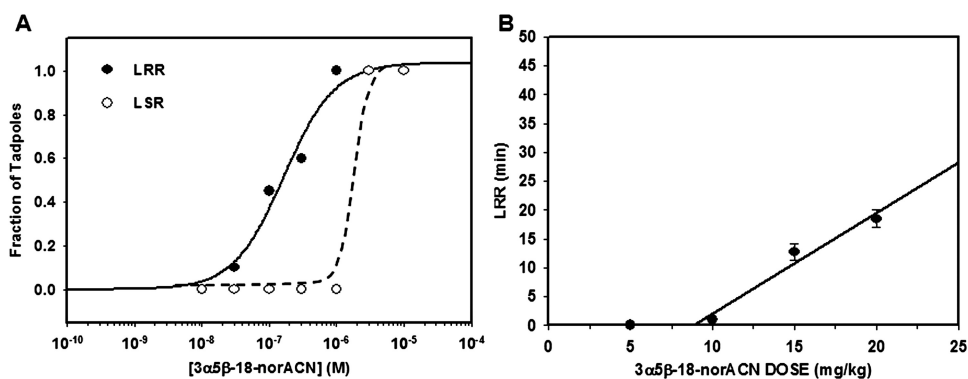 A
Fraction of Tadpoles
1.0
0.8
0.6
0.4
0.2
0.0
LRR
LSR
10-10 10-9 10-8 10-7 10-6 10-5 10-4
[3α5β-18-norACN] (M)
B
LRR (min)
50
45
40
35
30
25
20
15
10
5
0
0 5 10 15 20 25
3α5β-18-norACN DOSE (mg/kg)